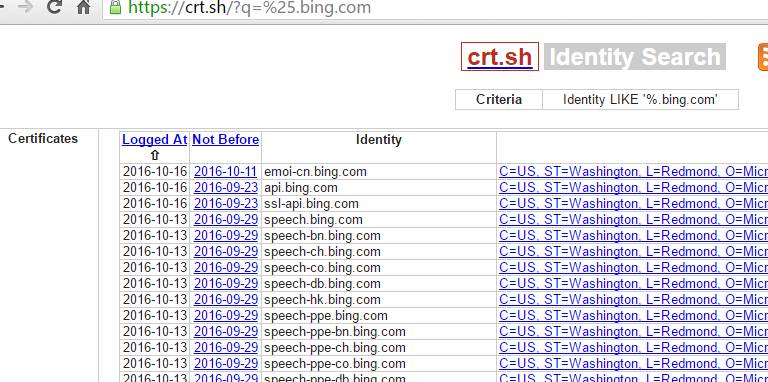 https://crt.sh/?q=%25.bing.com
crt.sh Identity Search
Criteria Identity LIKE '%.bing.com'
Certificates Logged At Not Before Identity
⇧
2016-10-16 2016-10-11 emoi-cn.bing.com C=US, ST=Washington, L=Redmond, O=Micr
2016-10-16 2016-09-23 api.bing.com C=US, ST=Washington, L=Redmond, O=Micr
2016-10-16 2016-09-23 ssl-api.bing.com C=US, ST=Washington, L=Redmond, O=Micr
2016-10-13 2016-09-29 speech.bing.com C=US, ST=Washington, L=Redmond, O=Micr
2016-10-13 2016-09-29 speech-bn.bing.com C=US, ST=Washington, L=Redmond, O=Micr
2016-10-13 2016-09-29 speech-ch.bing.com C=US, ST=Washington, L=Redmond, O=Micr
2016-10-13 2016-09-29 speech-co.bing.com C=US, ST=Washington, L=Redmond, O=Micr
2016-10-13 2016-09-29 speech-db.bing.com C=US, ST=Washington, L=Redmond, O=Micr
2016-10-13 2016-09-29 speech-hk.bing.com C=US, ST=Washington, L=Redmond, O=Micr
2016-10-13 2016-09-29 speech-ppe.bing.com C=US, ST=Washington, L=Redmond, O=Micr
2016-10-13 2016-09-29 speech-ppe-bn.bing.com C=US, ST=Washington, L=Redmond, O=Micr
2016-10-13 2016-09-29 speech-ppe-ch.bing.com C=US, ST=Washington, L=Redmond, O=Micr
2016-10-13 2016-09-29 speech-ppe-co.bing.com C=US, ST=Washington, L=Redmond, O=Micr
2016-10-13 2016-09-29 speech-ppe-db.bing.com C=US, ST=Washington, L=Redmond, O=Micr